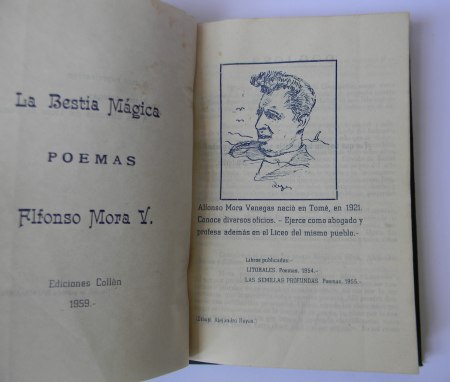 La Bestia Mágica
POEMAS
Alfonso Mora V.
Ediciones Collèn
1959.-
Alfonso Mora Venegas nació en Tomé, en 1921.
Conoce diversos oficios. - Ejerce como abogado y
profesa además en el Liceo del mismo pueblo.-
Libros publicados:-
LITORALES. Poemas. 1954.-
LAS SEMILLAS PROFUNDAS. Poemas. 1955.-
(Dibujó Alejandro Reyes.)